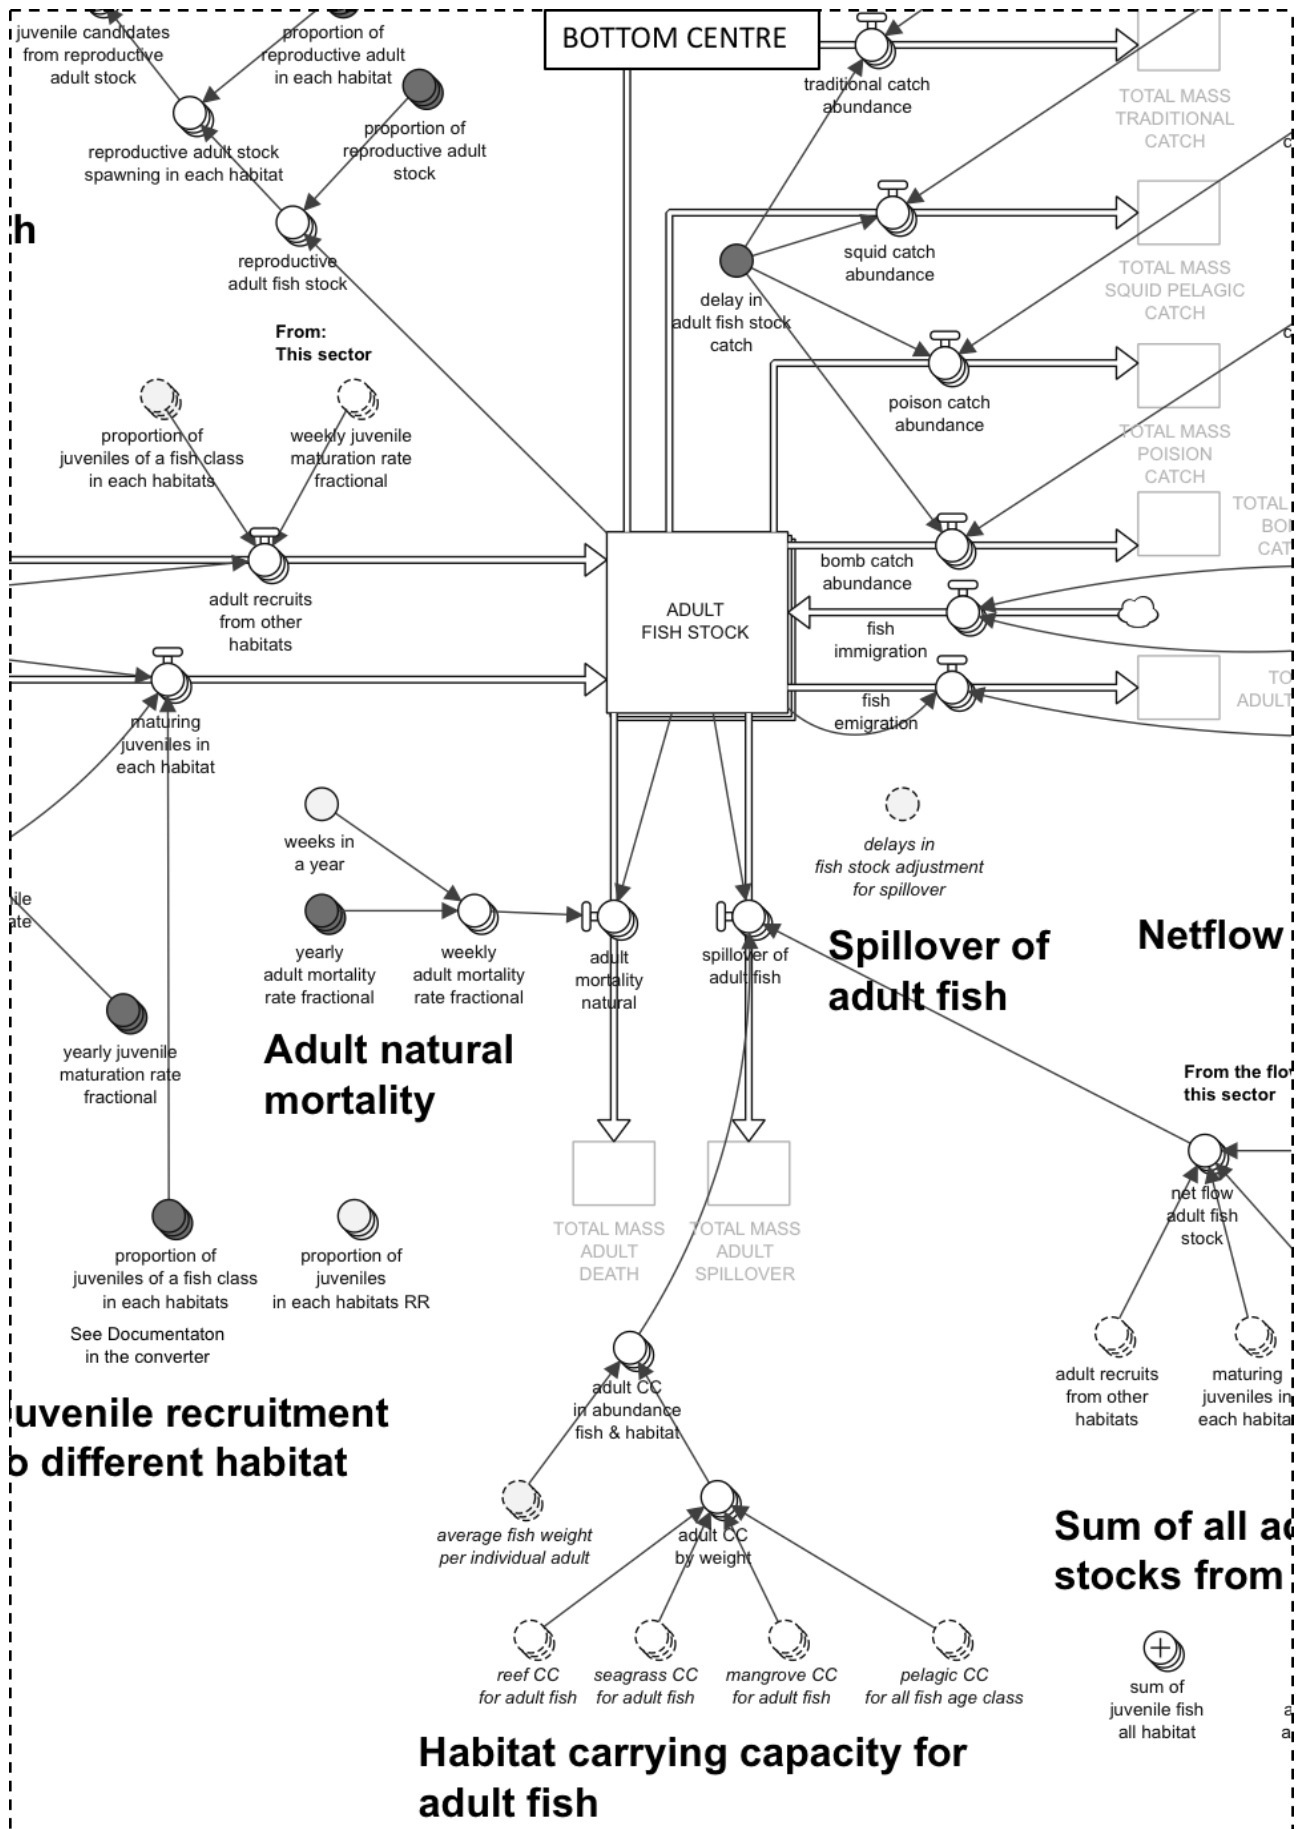 BOTTOM CENTRE
juvenile candidates
from reproductive
adult stock
proportion of
reproductive adult
in each habitat
proportion of
reproductive adult
stock
reproductive adult stock
spawning in each habitat
reproductive
adult fish stock
traditional catch
abundance
TOTAL MASS
TRADITIONAL
CATCH
squid catch
abundance
TOTAL MASS
SQUID PELAGIC
CATCH
delay in
adult fish stock
catch
h
From:
This sector
proportion of
juveniles of a fish class
in each habitats
weekly juvenile
maturation rate
fractional
poison catch
abundance
TOTAL MASS
POISION
CATCH
TOTAL
BO
CAT
adult recruits
from other
habitats
ADULT
FISH STOCK
bomb catch
abundance
fish
immigration
fish
emigration
TO
ADULT
maturing
juveniles in
each habitat
weeks in
a year
delays in
fish stock adjustment
for spillover
ile
ate
yearly
adult mortality
rate fractional
weekly
adult mortality
rate fractional
adult
mortality
natural
spillover of
adult fish
Spillover of
adult fish
Netflow
yearly juvenile
maturation rate
fractional
Adult natural
mortality
From the flo
this sector
net flow
adult fish
stock
TOTAL MASS
ADULT
DEATH
TOTAL MASS
ADULT
SPILLOVER
proportion of
juveniles of a fish class
in each habitats
proportion of
juveniles
in each habitats RR
See Documentaton
in the converter
adult CC
in abundance
fish & habitat
adult recruits
from other
habitats
maturing
juveniles in
each habita
uvenile recruitment
o different habitat
average fish weight
per individual adult
adult CC
by weight
Sum of all a
stocks from
reef CC
for adult fish
seagrass CC
for adult fish
mangrove CC
for adult fish
pelagic CC
for all fish age class
sum of
juvenile fish
all habitat
Habitat carrying capacity for
adult fish